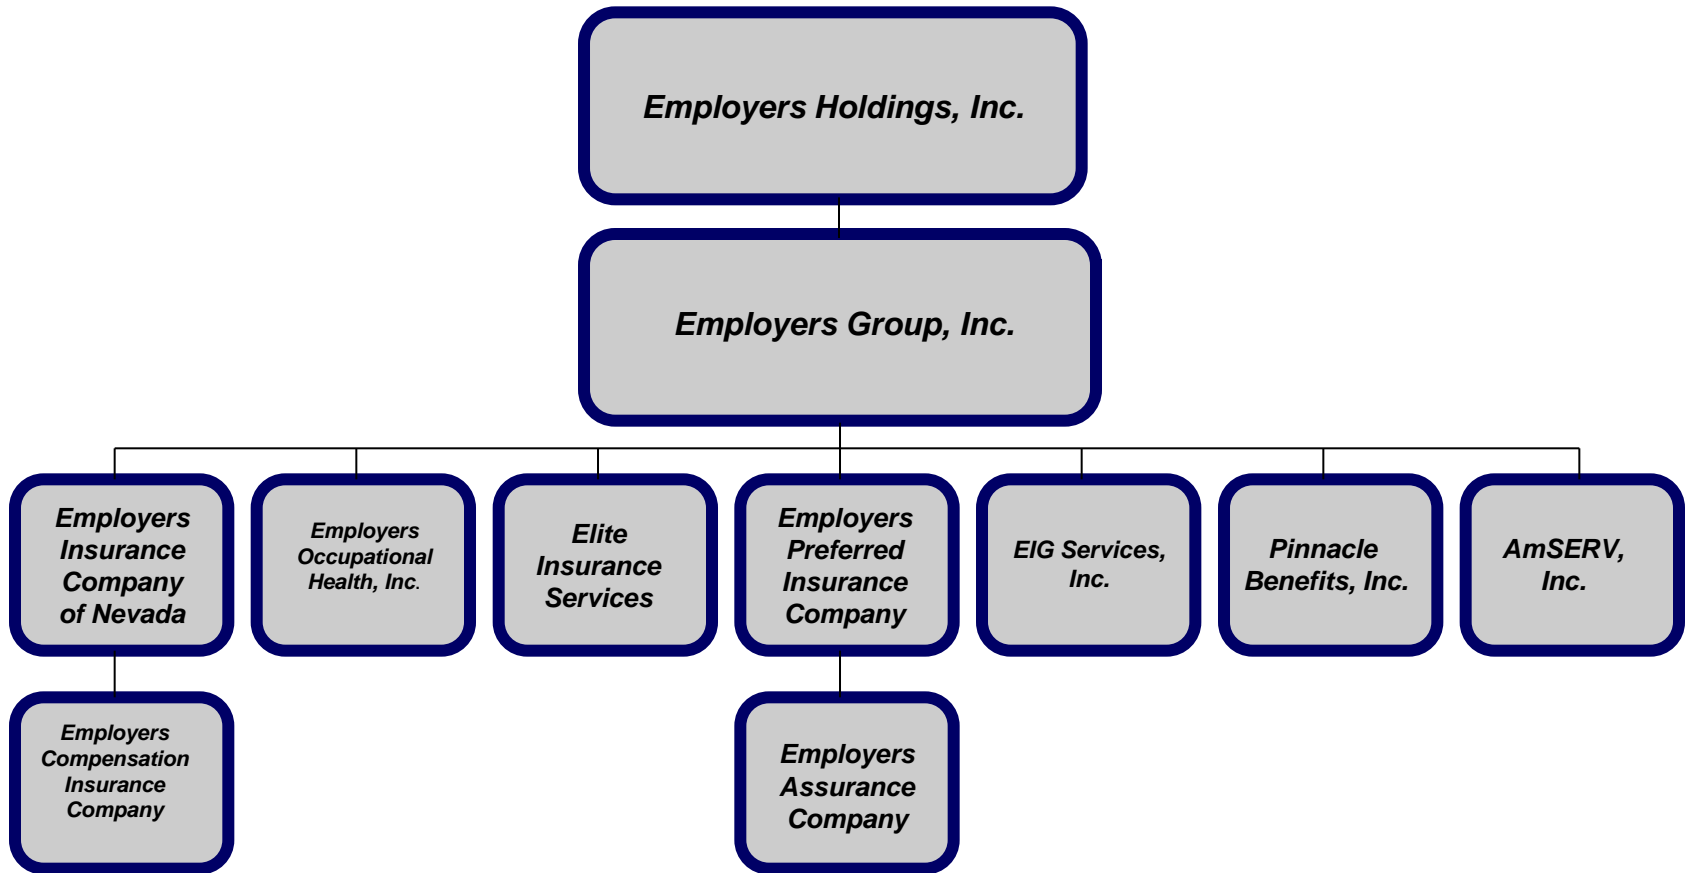 Employers Holdings, Inc.
Employers Group, Inc.
Employers
Insurance
Company
of Nevada
Employers
Occupational
Health, Inc.
Elite
Insurance
Services
Employers
Preferred
Insurance
Company
EIG Services,
Inc.
Pinnacle
Benefits, Inc.
AmSERV,
Inc.
Employers
Compensation
Insurance
Company
Employers
Assurance
Company